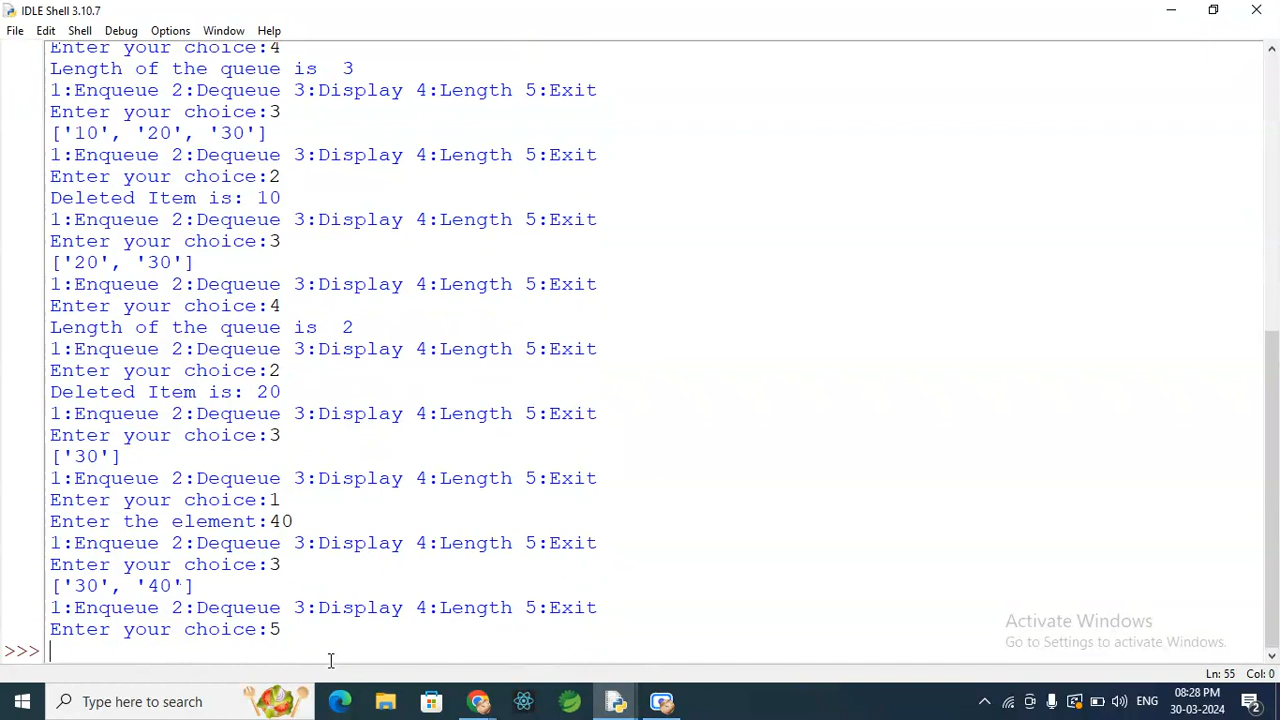 IDLE Shell 3.10.7
File Edit Shell Debug Options Window Help
Enter your choice:4
Length of the queue is  3
1:Enqueue 2:Dequeue 3:Display 4:Length 5:Exit
Enter your choice:3
['10', '20', '30']
1:Enqueue 2:Dequeue 3:Display 4:Length 5:Exit
Enter your choice:2
Deleted Item is: 10
1:Enqueue 2:Dequeue 3:Display 4:Length 5:Exit
Enter your choice:3
['20', '30']
1:Enqueue 2:Dequeue 3:Display 4:Length 5:Exit
Enter your choice:4
Length of the queue is  2
1:Enqueue 2:Dequeue 3:Display 4:Length 5:Exit
Enter your choice:2
Deleted Item is: 20
1:Enqueue 2:Dequeue 3:Display 4:Length 5:Exit
Enter your choice:3
['30']
1:Enqueue 2:Dequeue 3:Display 4:Length 5:Exit
Enter your choice:1
Enter the element:40
1:Enqueue 2:Dequeue 3:Display 4:Length 5:Exit
Enter your choice:3
['30', '40']
1:Enqueue 2:Dequeue 3:Display 4:Length 5:Exit
Enter your choice:5
>>>
Activate Windows
Go to Settings to activate Windows.
Ln: 55 Col: 0
Type here to search
ENG
08:28 PM
30-03-2024
2